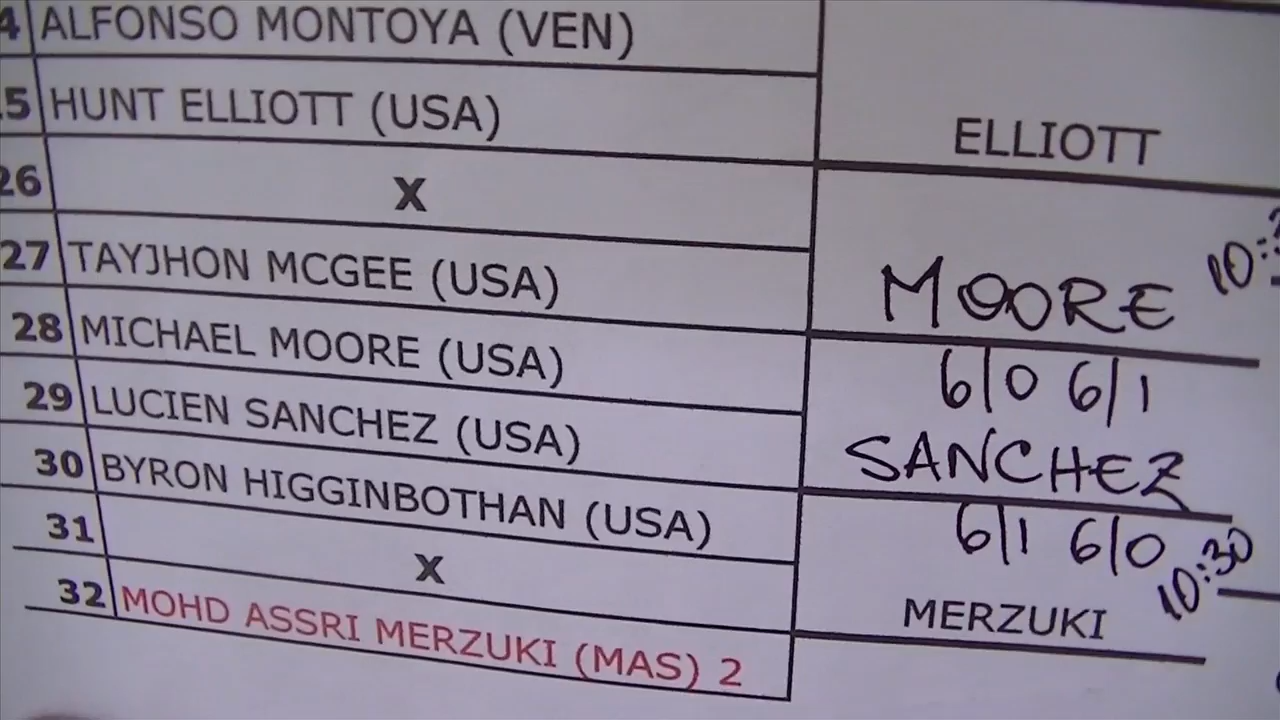 4 ALFONSO MONTOYA (VEN)
5 HUNT ELLIOTT (USA)
ELLIOTT
26 X
27 TAYJHON MCGEE (USA)
MOORE 10:
28 MICHAEL MOORE (USA)
6/0 6/1
29 LUCIEN SANCHEZ (USA)
SANCHEZ
30 BYRON HIGGINBOTHAN (USA)
6/1 6/0
31 X
10:30
MERZUKI
32 MOHD ASSRI MERZUKI (MAS) 2